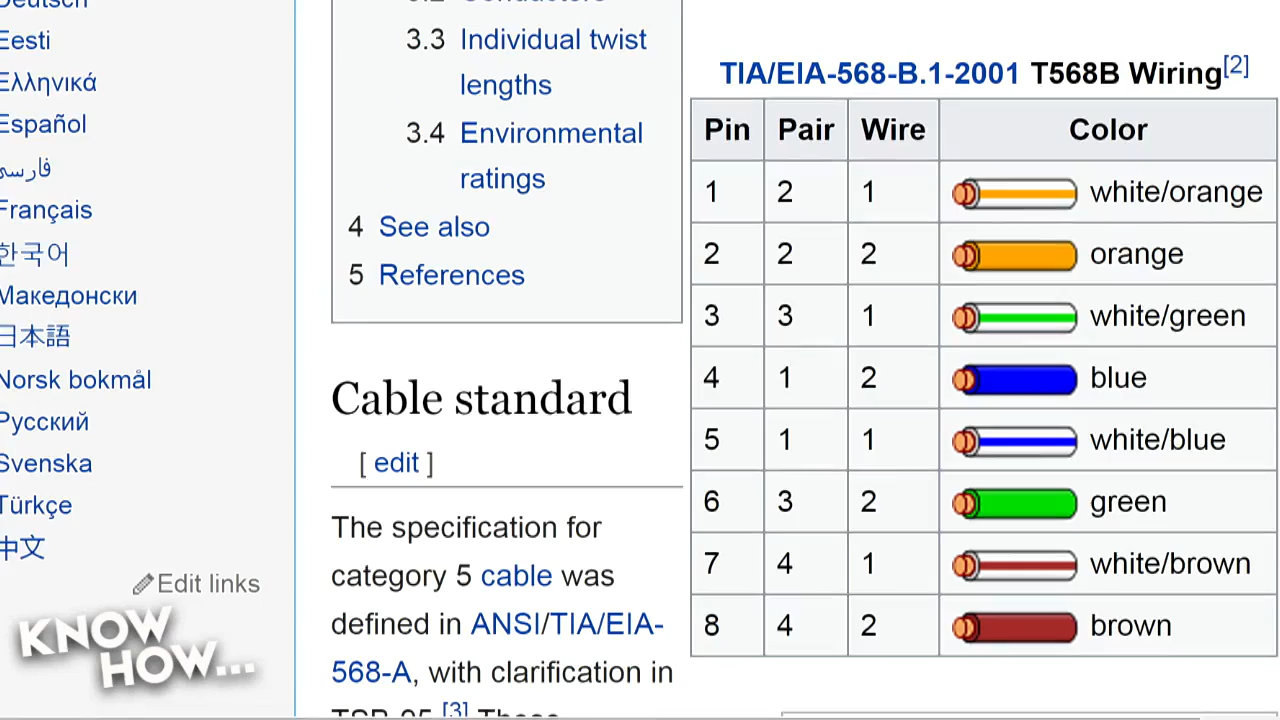 Deutsch
Eesti
Ελληνικά
Español
فارسی
Français
한국어
Македонски
日本語
Norsk bokmål
Русский
Svenska
Türkçe
中文
Edit links
KNOW
HOW...
3.3 Individual twist
lengths
3.4 Environmental
ratings
4 See also
5 References
Cable standard
[ edit ]
The specification for
category 5 cable was
defined in ANSI/TIA/EIA-
568-A, with clarification in
TIA/EIA-568-B.1-2001 T568B Wiring[2]
Pin Pair Wire Color
1 2 1 white/orange
2 2 2 orange
3 3 1 white/green
4 1 2 blue
5 1 1 white/blue
6 3 2 green
7 4 1 white/brown
8 4 2 brown